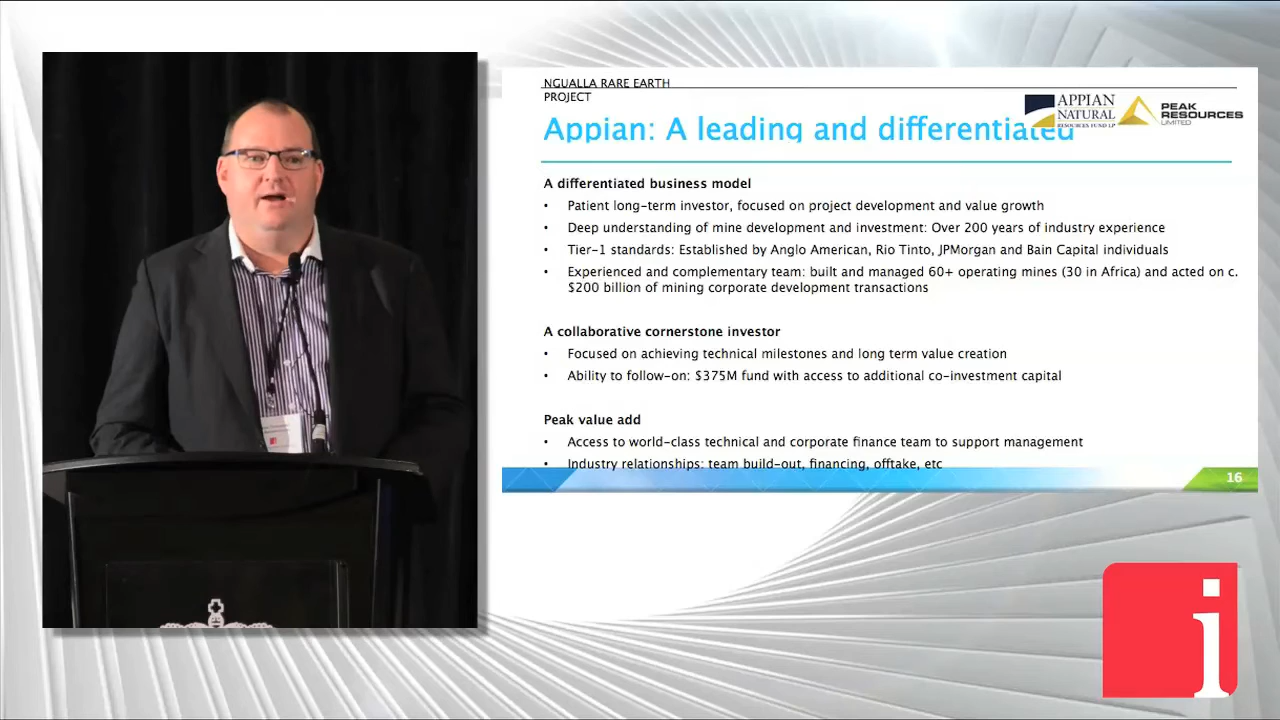 NGUALLA RARE EARTH
PROJECT
APPIAN
NATURAL
RESOURCES FUND LP
PEAK
RESOURCES
LIMITED
Appian: A leading and differentiated
A differentiated business model
• Patient long-term investor, focused on project development and value growth
• Deep understanding of mine development and investment: Over 200 years of industry experience
• Tier-1 standards: Established by Anglo American, Rio Tinto, JPMorgan and Bain Capital individuals
• Experienced and complementary team: built and managed 60+ operating mines (30 in Africa) and acted on c.
$200 billion of mining corporate development transactions
A collaborative cornerstone investor
• Focused on achieving technical milestones and long term value creation
• Ability to follow-on: $375M fund with access to additional co-investment capital
Peak value add
• Access to world-class technical and corporate finance team to support management
• Industry relationships: team build-out, financing, offtake, etc
16
i